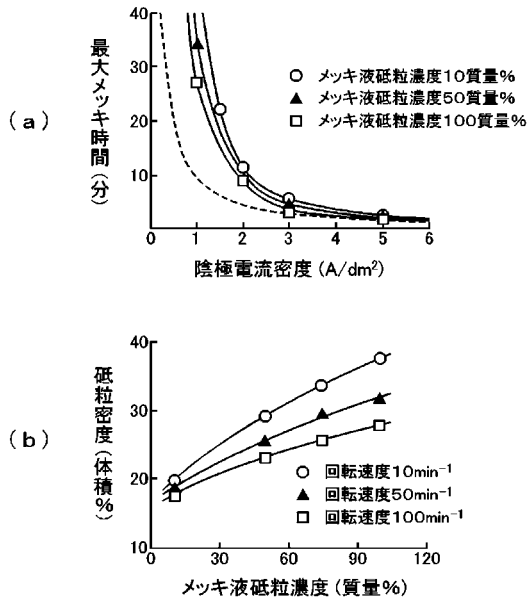 (a)
最大メッキ時間(分)
40
30
20
10
0 1 2 3 4 5 6
メッキ液砥粒濃度10質量%
メッキ液砥粒濃度50質量%
メッキ液砥粒濃度100質量%
陰極電流密度(A/dm²)
(b)
砥粒密度(体積%)
40
30
20
10
0 30 60 90 120
回転速度10min⁻¹
回転速度50min⁻¹
回転速度100min⁻¹
メッキ液砥粒濃度(質量%)